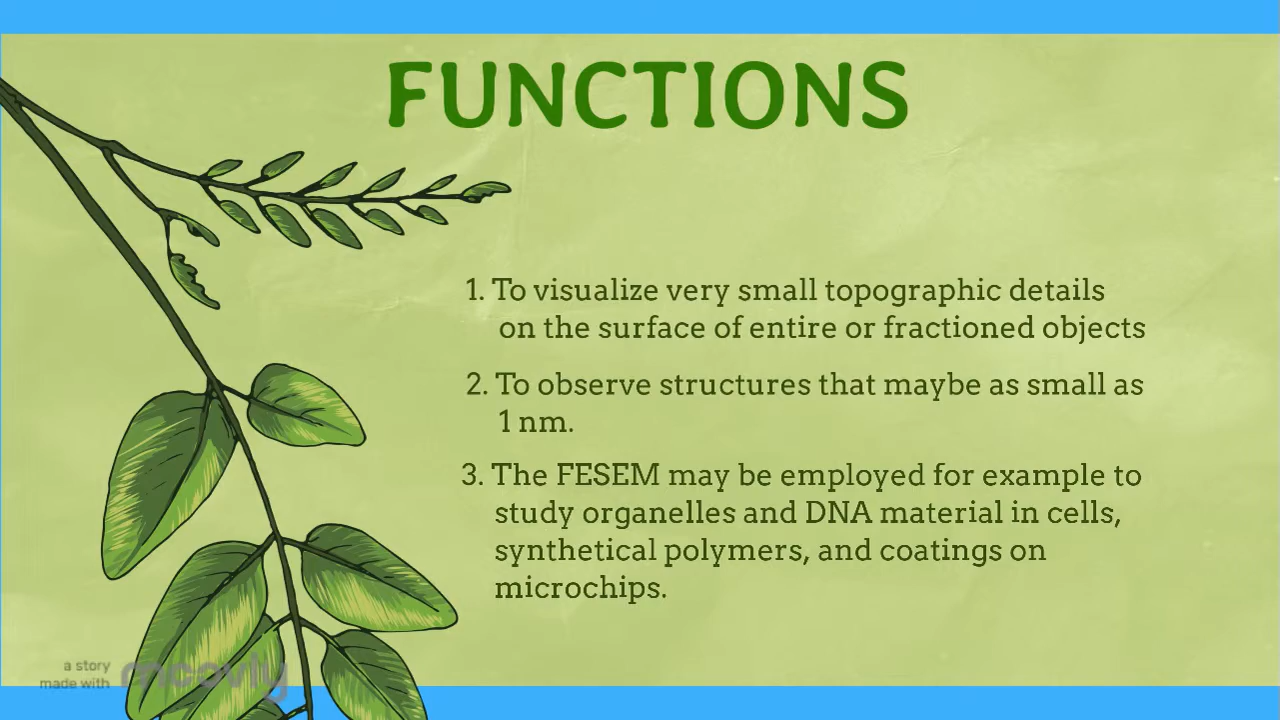 FUNCTIONS
1. To visualize very small topographic details
on the surface of entire or fractioned objects
2. To observe structures that maybe as small as
1 nm.
3. The FESEM may be employed for example to
study organelles and DNA material in cells,
synthetical polymers, and coatings on
microchips.
a story
made with